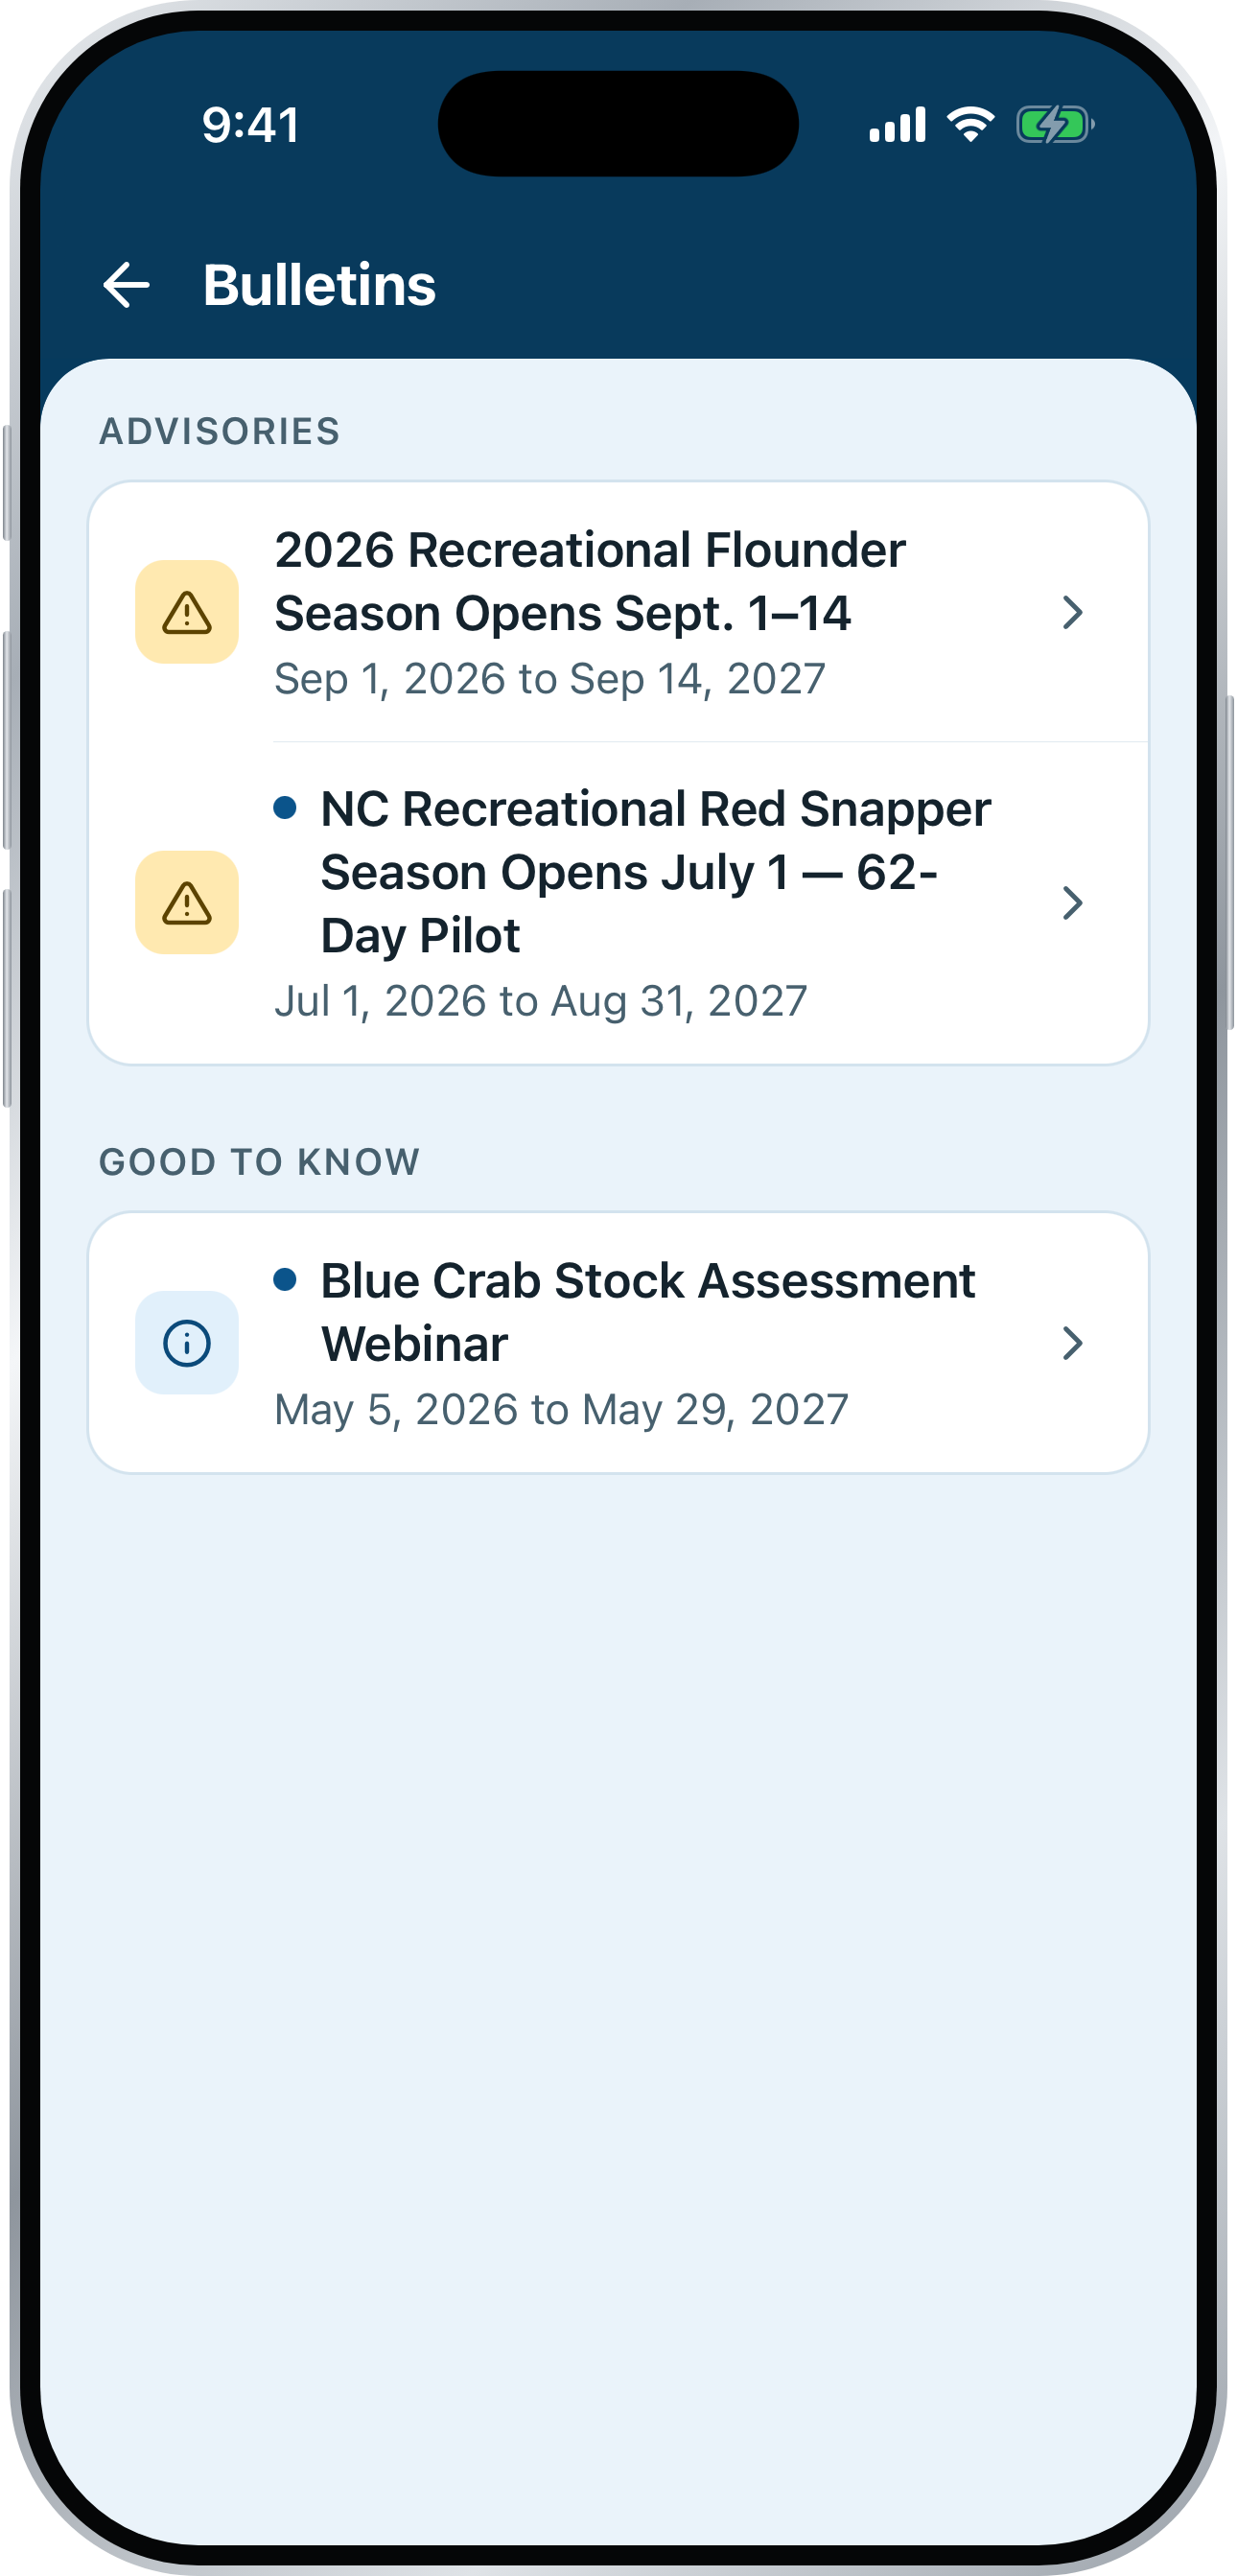 9:41
Bulletins
ADVISORIES
2026 Recreational Flounder
Season Opens Sept. 1–14
Sep 1, 2026 to Sep 14, 2027
NC Recreational Red Snapper
Season Opens July 1 — 62-
Day Pilot
Jul 1, 2026 to Aug 31, 2027
GOOD TO KNOW
Blue Crab Stock Assessment
Webinar
May 5, 2026 to May 29, 2027